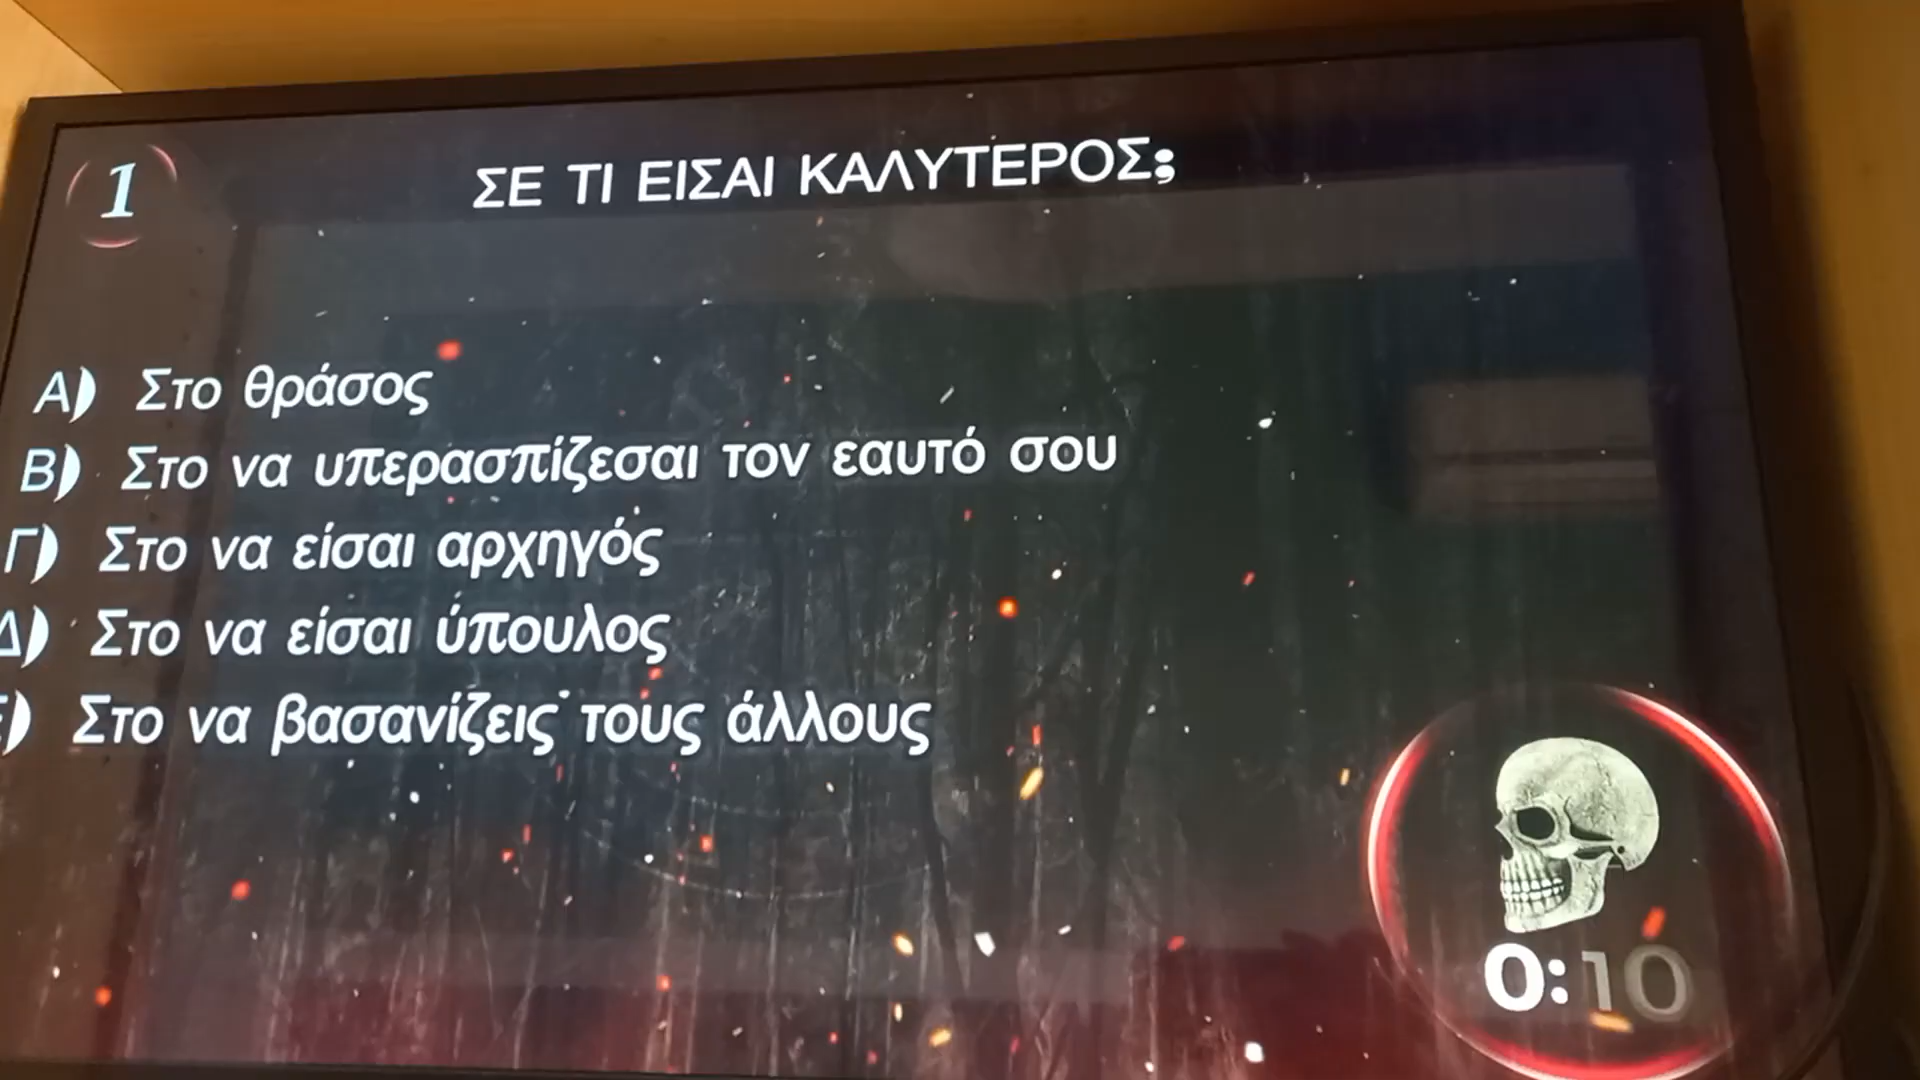 1
ΣΕ ΤΙ ΕΙΣΑΙ ΚΑΛΥΤΕΡΟΣ;
Α) Στο θράσος
Β) Στο να υπερασπίζεσαι τον εαυτό σου
Γ) Στο να είσαι αρχηγός
Δ) Στο να είσαι ύπουλος
Ε) Στο να βασανίζεις τους άλλους
0:10